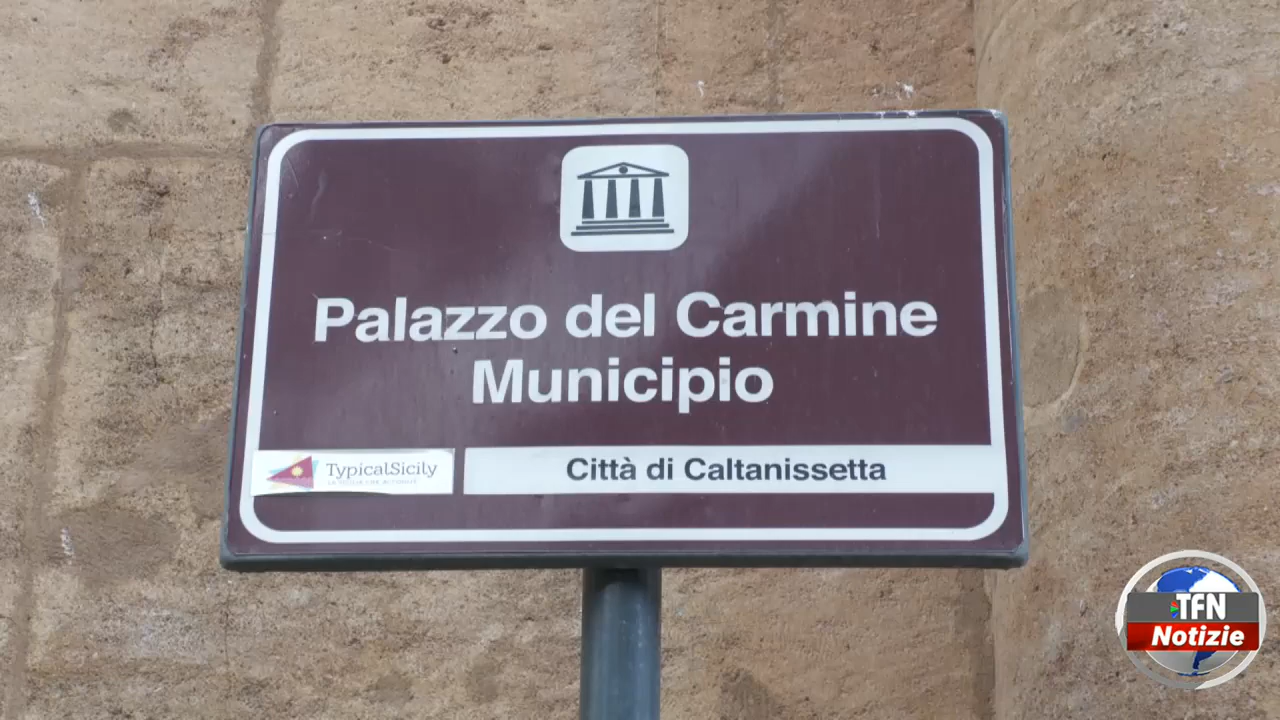 Palazzo del Carmine
Municipio
TypicalSicily
Città di Caltanissetta
TFN
Notizie